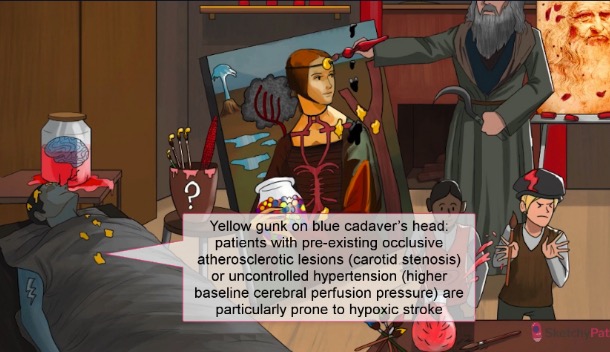 ?
Yellow gunk on blue cadaver's head:
patients with pre-existing occlusive
atherosclerotic lesions (carotid stenosis)
or uncontrolled hypertension (higher
baseline cerebral perfusion pressure) are
particularly prone to hypoxic stroke
SketchyPath